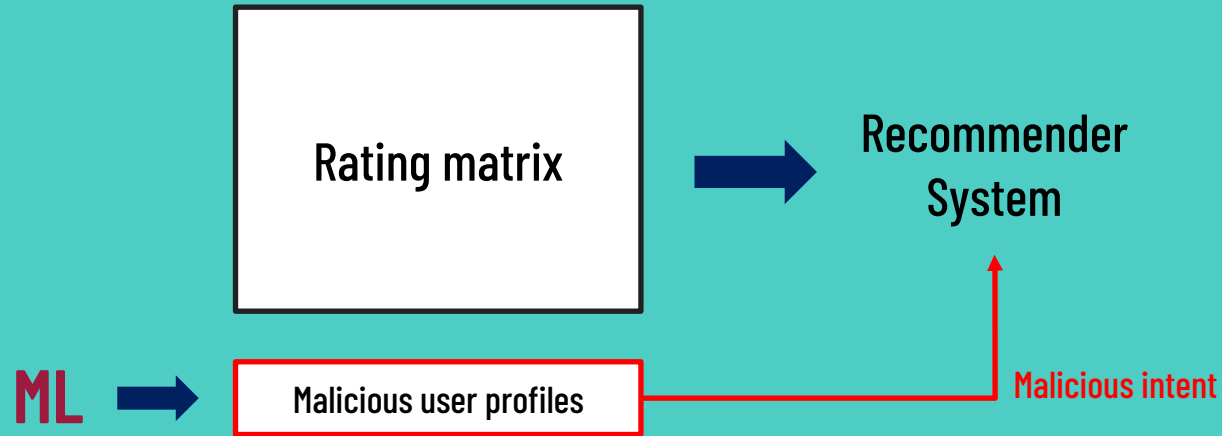 Rating matrix
Recommender
System
ML
Malicious user profiles
Malicious intent